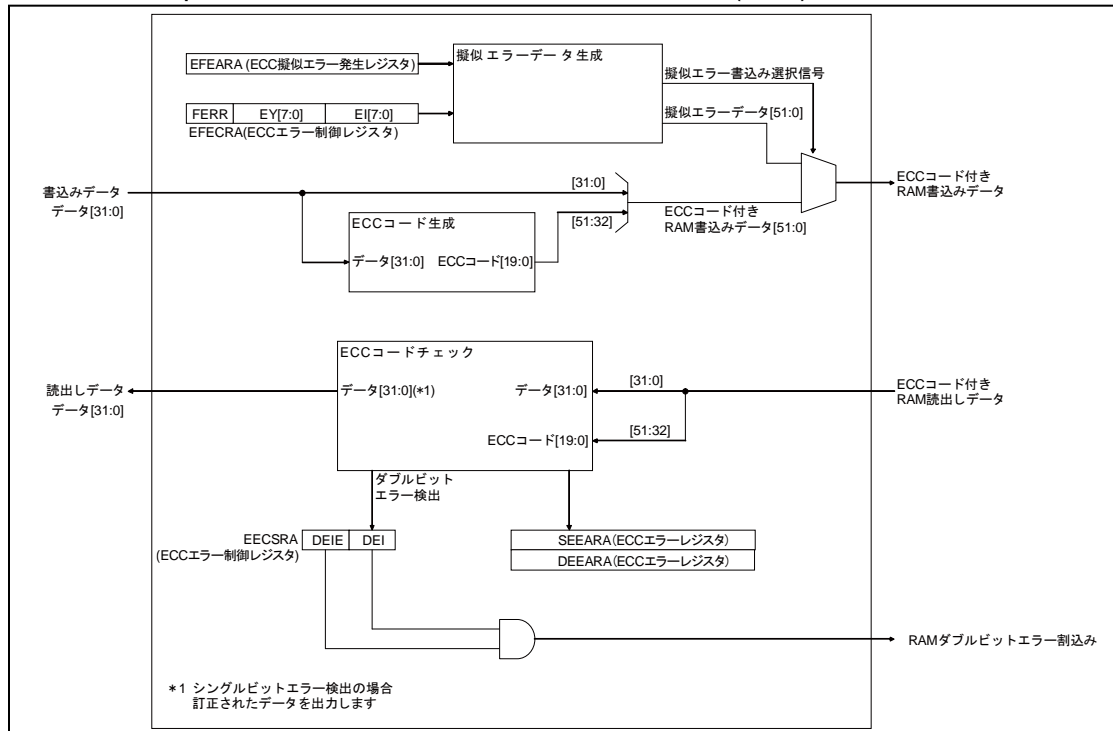 EFEARA (ECC擬似エラー発生レジスタ)
擬似エラーデータ生成
擬似エラー書込み選択信号
FERR EY[7:0] EI[7:0]
EFECRA(ECCエラー制御レジスタ)
擬似エラーデータ[51:0]
書込みデータ
データ[31:0]
[31:0]
[51:32]
ECCコード付き
RAM書込みデータ
ECCコード付き
RAM書込みデータ[51:0]
ECCコード生成
データ[31:0] ECCコード[19:0]
ECCコードチェック
読出しデータ
データ[31:0]
データ[31:0](*1)
データ[31:0]
[31:0]
ECCコード付き
RAM読出しデータ
ECCコード[19:0]
[51:32]
ダブルビット
エラー検出
EECSRA
(ECCエラー制御レジスタ)
DEIE DEI
SEEARA(ECCエラーレジスタ)
DEEARA(ECCエラーレジスタ)
RAMダブルビットエラー割込み
*1 シングルビットエラー検出の場合
訂正されたデータを出力します